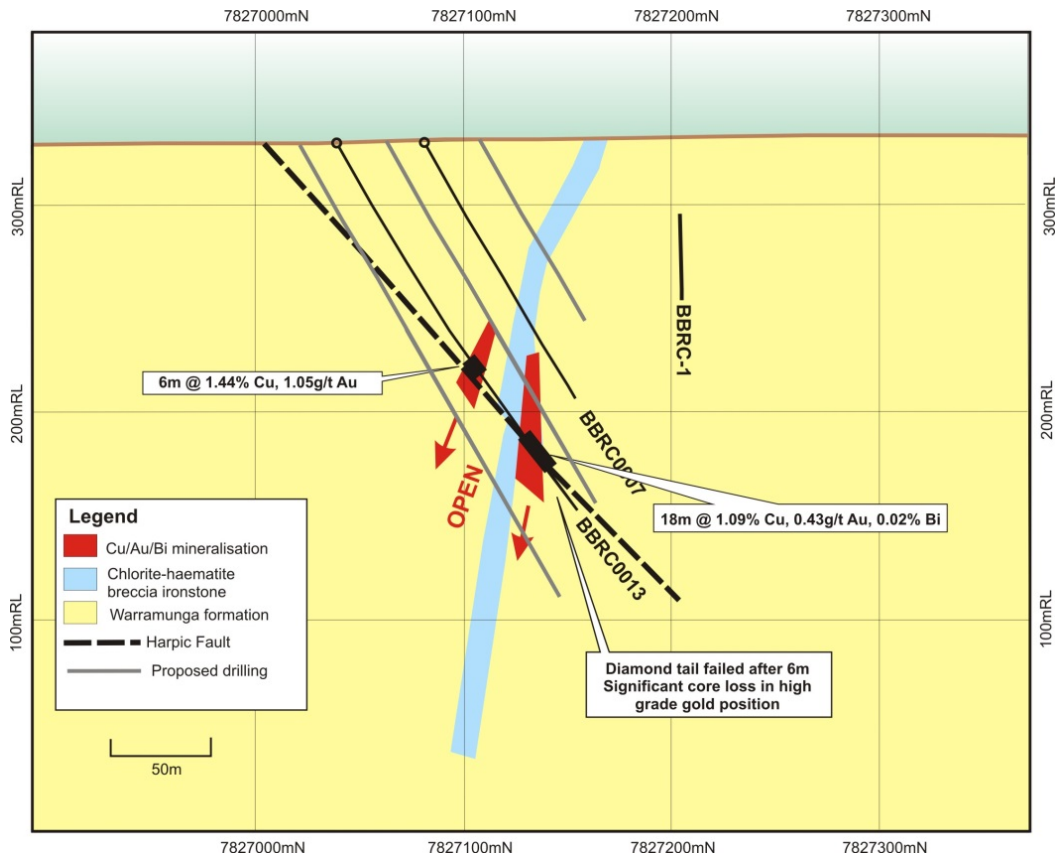 7827000mN
7827100mN
7827200mN
7827300mN
300mRL
300mRL
BBRC-1
6m @ 1.44% Cu, 1.05g/t Au
200mRL
200mRL
BBRC0007
OPEN
18m @ 1.09% Cu, 0.43g/t Au, 0.02% Bi
BBRC0013
Legend
Cu/Au/Bi mineralisation
Chlorite-haematite
breccia ironstone
Warramunga formation
Harpic Fault
Proposed drilling
100mRL
100mRL
Diamond tail failed after 6m
Significant core loss in high
grade gold position
50m
7827000mN
7827100mN
7827200mN
7827300mN